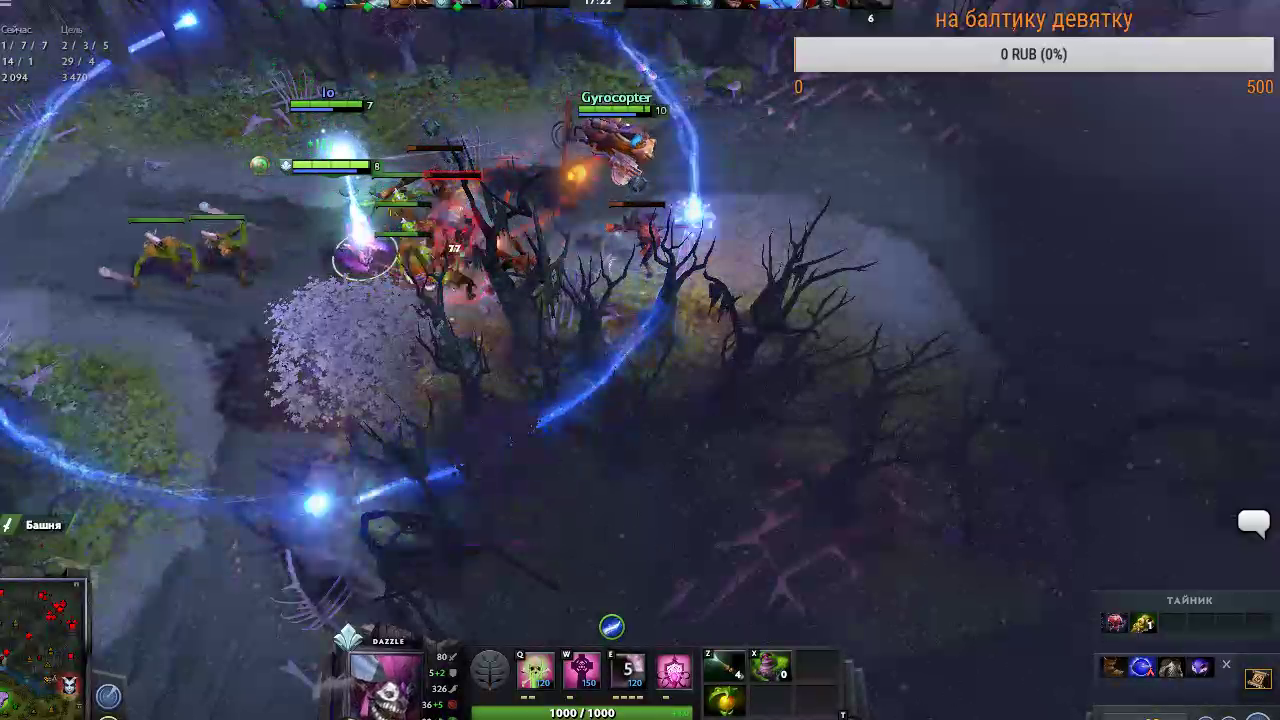 17:22
6
на балтику девятку
0 RUB (0%)
0
500
Сейчас Цель
1 / 7 / 7 2 / 3 / 5
14 / 1 29 / 4
2 094 3 470
Io
7
Gyrocopter
10
8
77
Башня
ТАЙНИК
1
DAZZLE
80
5+2
326
36+5
Q
120
W
150
E
5
120
Z
4
X
0
1000 / 1000
T